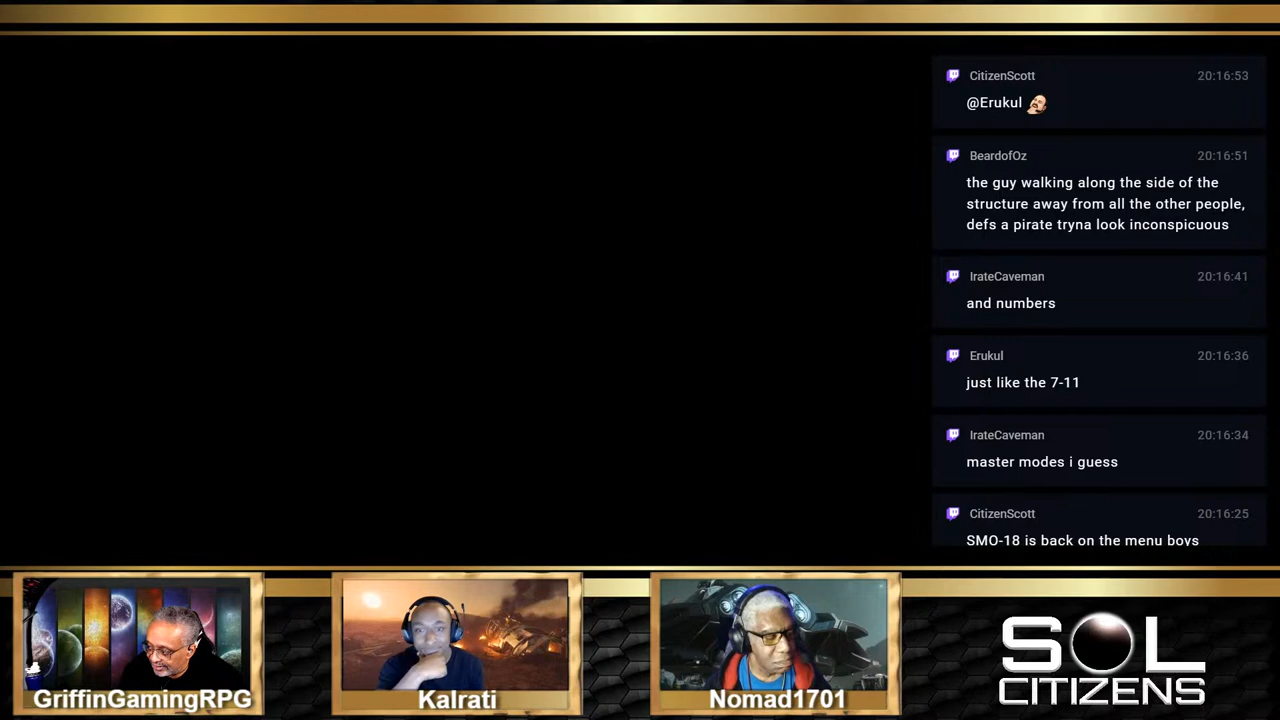 CitizenScott 20:16:53
@Erukul
BeardofOz 20:16:51
the guy walking along the side of the
structure away from all the other people,
defs a pirate tryna look inconspicuous
IrateCaveman 20:16:41
and numbers
Erukul 20:16:36
just like the 7-11
IrateCaveman 20:16:34
master modes i guess
CitizenScott 20:16:25
SMO-18 is back on the menu boys
GriffinGamingRPG
Kalrati
Nomad1701
SOL
CITIZENS